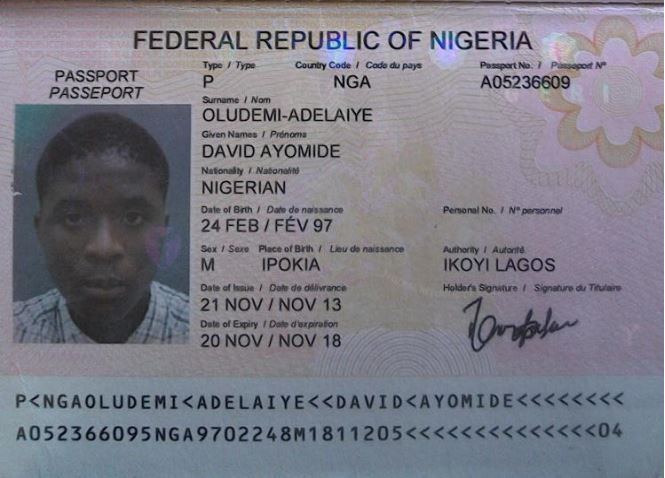 FEDERAL REPUBLIC OF NIGERIA
PASSPORT
PASSEPORT
Type / Type Country Code / Code du pays Passport No. / Passeport N°
P NGA A05236609
Surname / Nom
OLUDEMI-ADELAIYE
Given Names / Prénoms
DAVID AYOMIDE
Nationality / Nationalité
NIGERIAN
Date of Birth / Date de naissance Personal No. / N° personnel
24 FEB / FÉV 97
Sex / Sexe Place of Birth / Lieu de naissance Authority / Autorité
M IPOKIA IKOYI LAGOS
Date of Issue / Date de délivrance Holder's Signature / Signature du Titulaire
21 NOV / NOV 13
Date of Expiry / Date d'expiration
20 NOV / NOV 18
P<NGAOLUDEMI<ADELAIYE<<DAVID<AYOMIDE<<<<<<<<
A052366095NGA9702248M1811205<<<<<<<<<<<<<<04